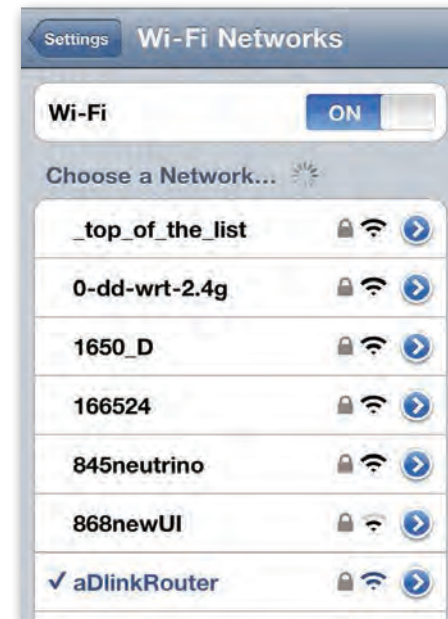 Settings Wi-Fi Networks
Wi-Fi ON
Choose a Network...
_top_of_the_list
0-dd-wrt-2.4g
1650_D
166524
845neutrino
868newUI
✓ aDlinkRouter